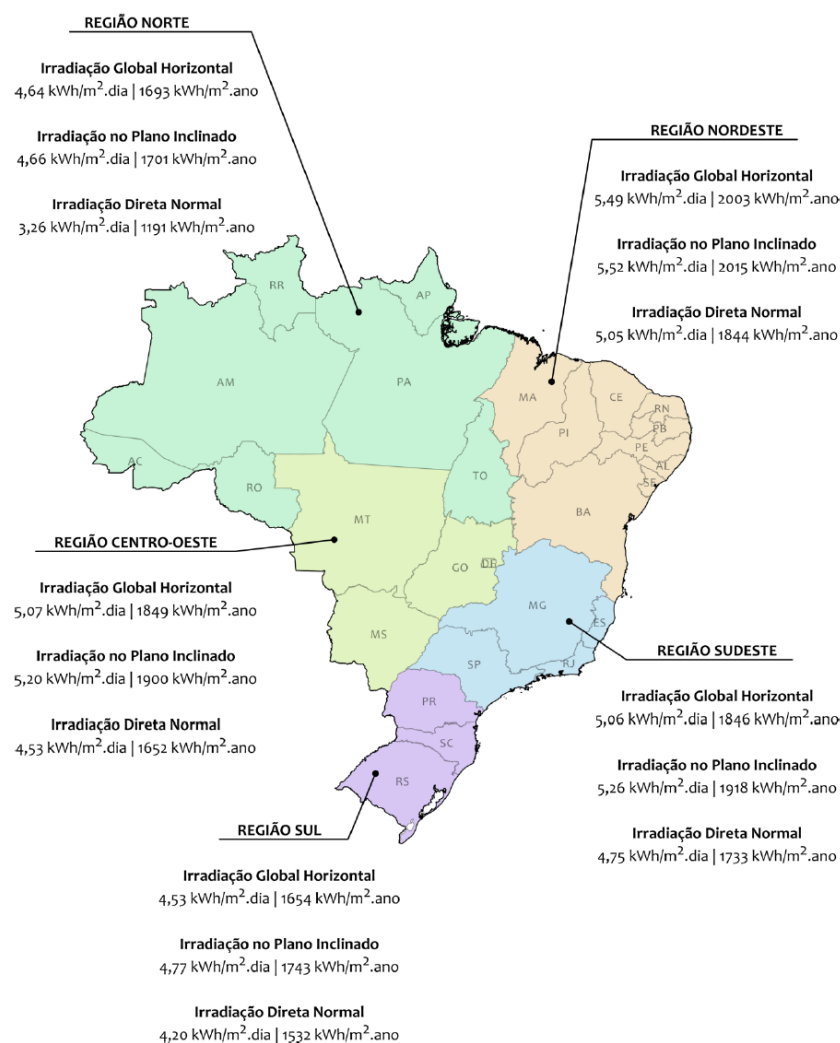 REGIÃO NORTE
Irradiação Global Horizontal
4,64 kWh/m².dia | 1693 kWh/m².ano
Irradiação no Plano Inclinado
4,66 kWh/m².dia | 1701 kWh/m².ano
Irradiação Direta Normal
3,26 kWh/m².dia | 1191 kWh/m².ano
REGIÃO NORDESTE
Irradiação Global Horizontal
5,49 kWh/m².dia | 2003 kWh/m².ano
Irradiação no Plano Inclinado
5,52 kWh/m².dia | 2015 kWh/m².ano
Irradiação Direta Normal
5,05 kWh/m².dia | 1844 kWh/m².ano
RR
AP
AM
PA
MA
CE
RN
PB
PI
PE
AL
SE
AC
RO
TO
BA
MT
GO
DF
MG
ES
MS
SP
RJ
PR
SC
RS
REGIÃO CENTRO-OESTE
Irradiação Global Horizontal
5,07 kWh/m².dia | 1849 kWh/m².ano
Irradiação no Plano Inclinado
5,20 kWh/m².dia | 1900 kWh/m².ano
Irradiação Direta Normal
4,53 kWh/m².dia | 1652 kWh/m².ano
REGIÃO SUDESTE
Irradiação Global Horizontal
5,06 kWh/m².dia | 1846 kWh/m².ano
Irradiação no Plano Inclinado
5,26 kWh/m².dia | 1918 kWh/m².ano
Irradiação Direta Normal
4,75 kWh/m².dia | 1733 kWh/m².ano
REGIÃO SUL
Irradiação Global Horizontal
4,53 kWh/m².dia | 1654 kWh/m².ano
Irradiação no Plano Inclinado
4,77 kWh/m².dia | 1743 kWh/m².ano
Irradiação Direta Normal
4,20 kWh/m².dia | 1532 kWh/m².ano